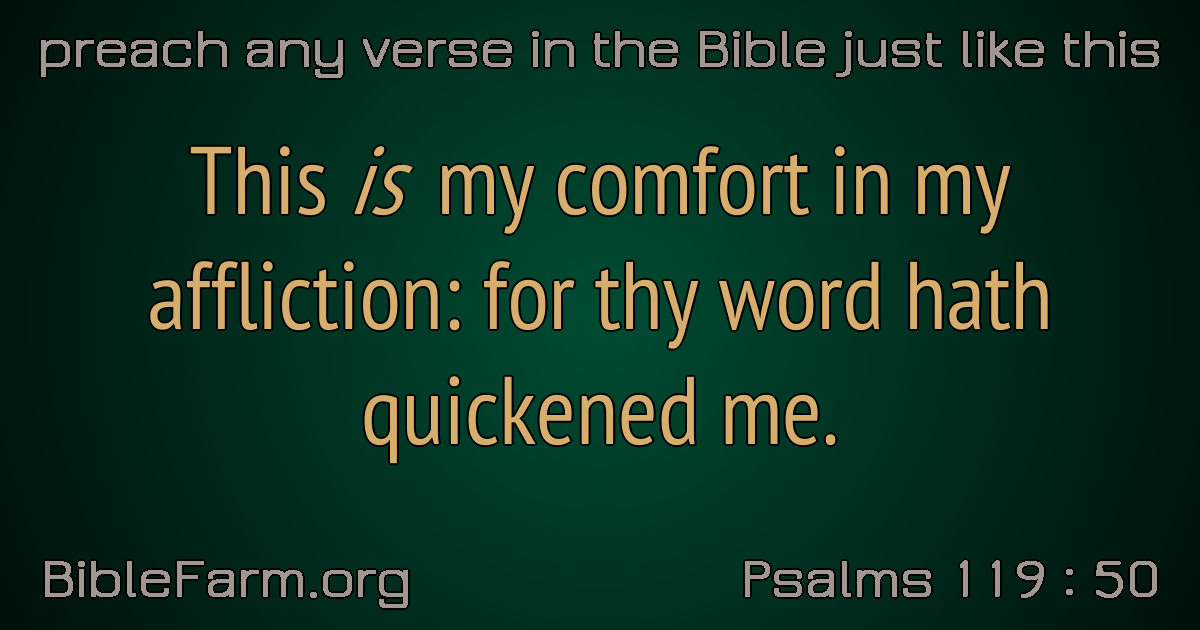 preach any verse in the Bible just like this
This is my comfort in my
affliction: for thy word hath
quickened me.
BibleFarm.org
Psalms 119 : 50